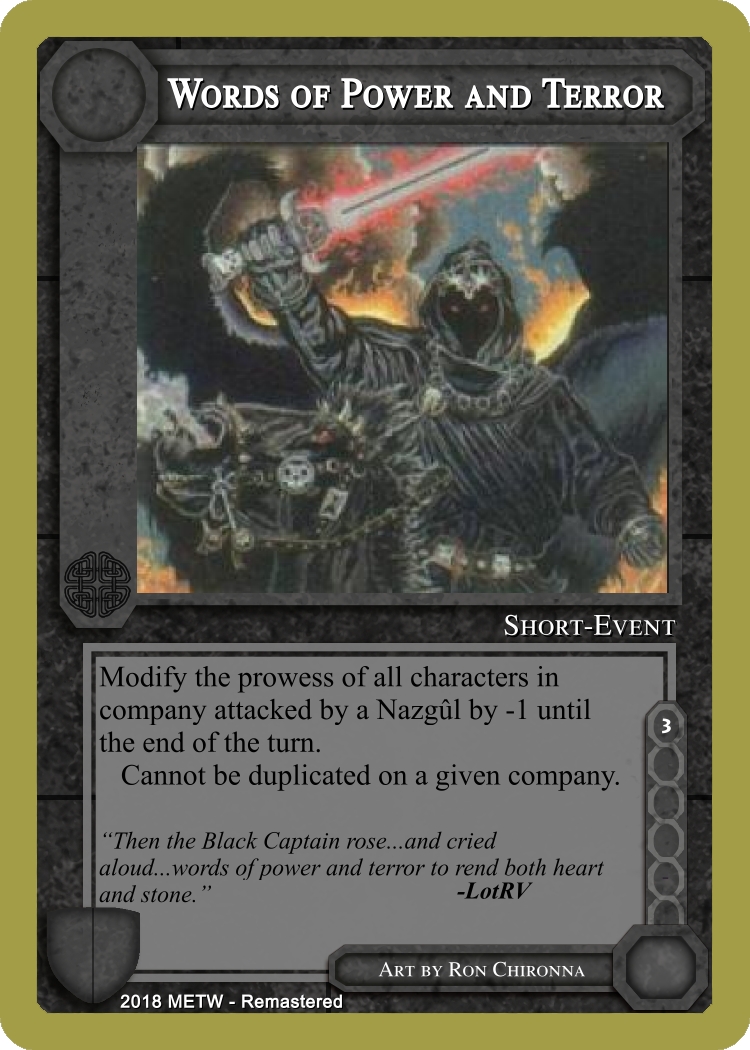 Words of Power and Terror
Short-Event
Modify the prowess of all characters in
company attacked by a Nazgûl by -1 until
the end of the turn.
Cannot be duplicated on a given company.
3
“Then the Black Captain rose...and cried
aloud...words of power and terror to rend both heart
and stone.” -LotRV
Art by Ron Chironna
2018 METW - Remastered